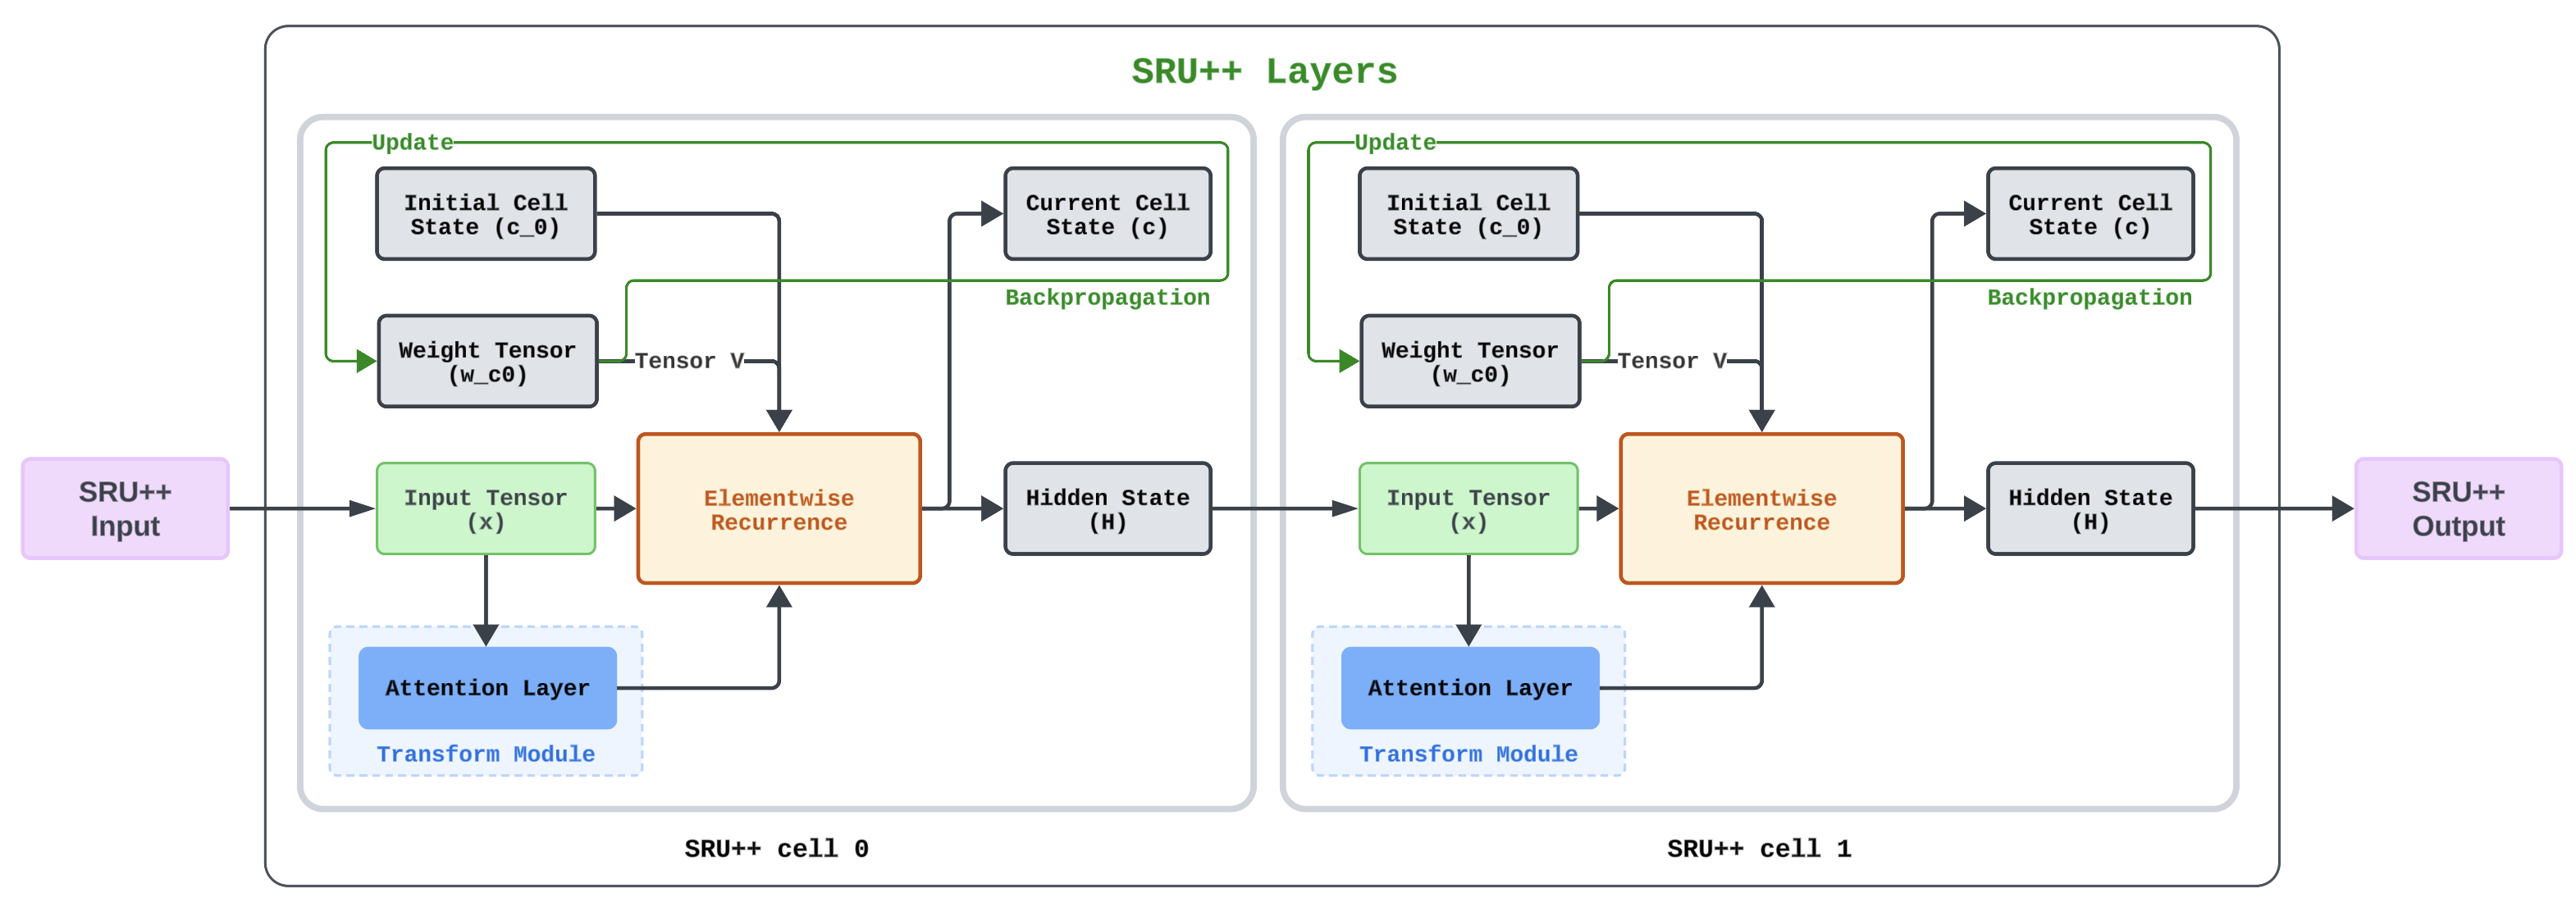 SRU++ Layers
SRU++
Input
Update
Initial Cell
State (c_0)
Current Cell
State (c)
Backpropagation
Weight Tensor
(w_c0)
Tensor V
Input Tensor
(x)
Elementwise
Recurrence
Hidden State
(H)
Attention Layer
Transform Module
SRU++ cell 0
Update
Initial Cell
State (c_0)
Current Cell
State (c)
Backpropagation
Weight Tensor
(w_c0)
Tensor V
Input Tensor
(x)
Elementwise
Recurrence
Hidden State
(H)
Attention Layer
Transform Module
SRU++ cell 1
SRU++
Output